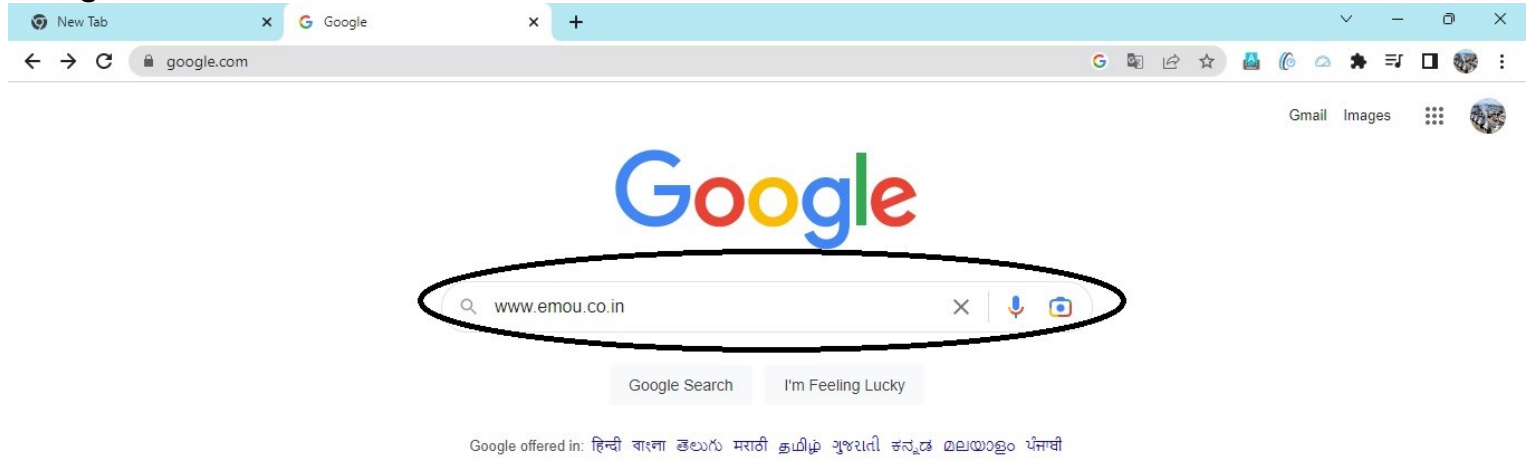 New Tab
Google
google.com
Gmail Images
Google
www.emou.co.in
Google Search I'm Feeling Lucky
Google offered in: हिन्दी বাংলা తెలుగు मराठी தமிழ் ગુજરાતી ಕನ್ನಡ മലയാളം ਪੰਜਾਬੀ